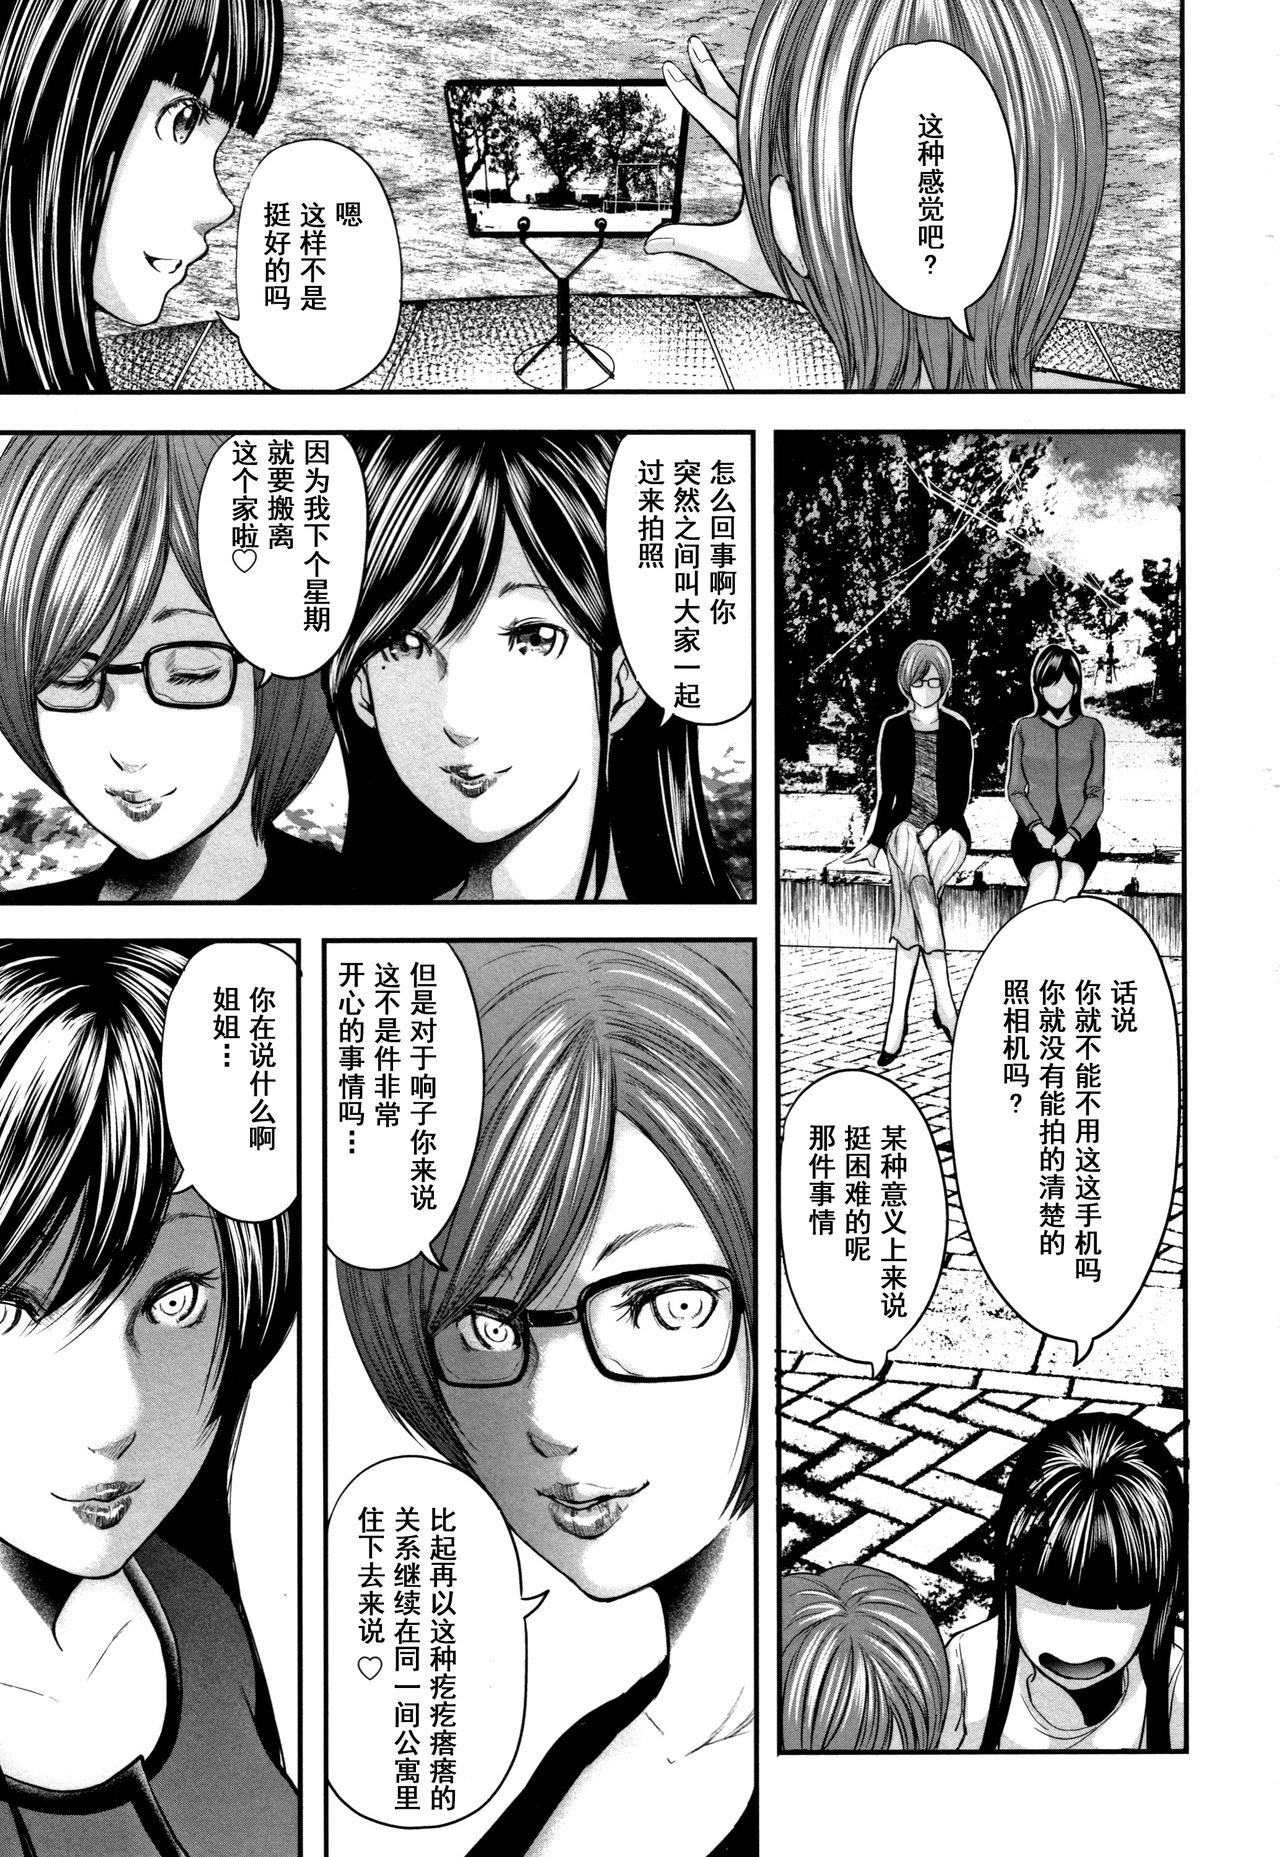 这种感觉吧?
嗯
这样不是
挺好的吗
话说
你就不能不用这这手机吗
你就没有能拍的清楚的
照相机吗?
某种意义上来说
挺困难的呢
那件事情
怎么回事啊你
突然之间叫大家一起
过来拍照
因为我下个星期
就要搬离
这个家啦♡
但是对于响子你来说
这不是件非常
开心的事情吗…
比起再以这种疙疙瘩瘩的
关系继续在同一间公寓里
住下去来说♡
你在说什么啊
姐姐…